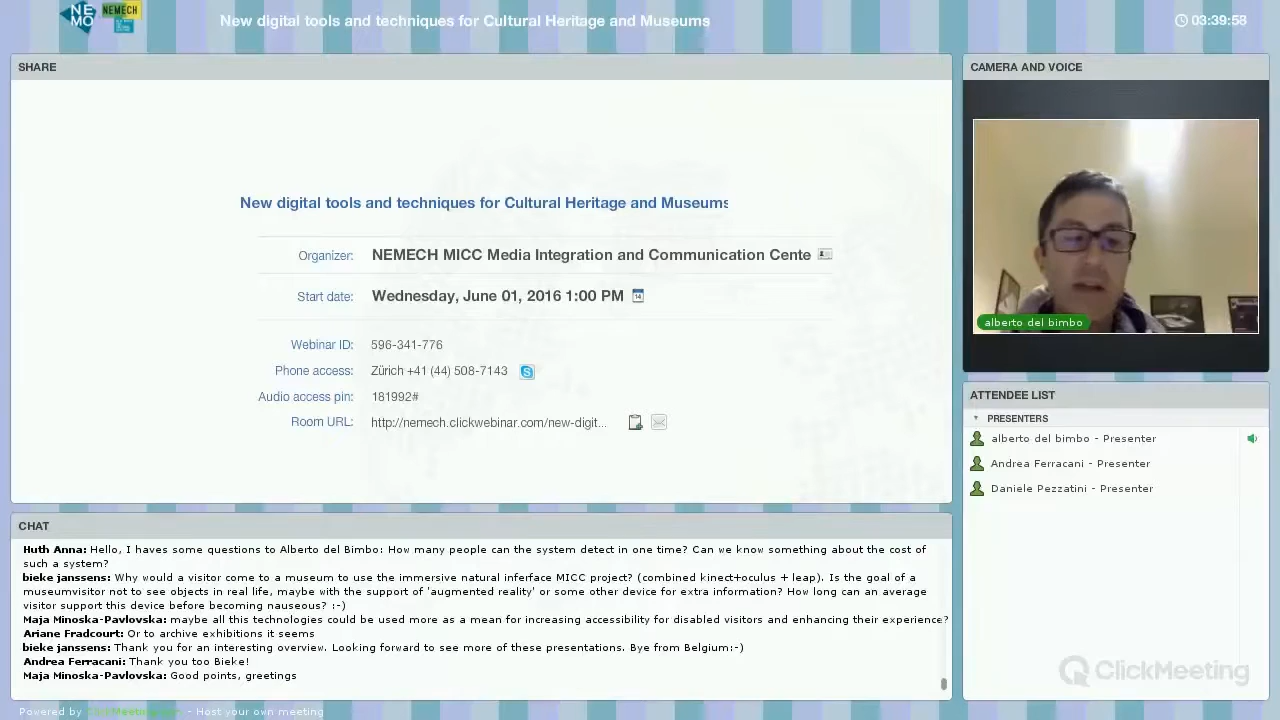 NE
MO
NEMECH
New digital tools and techniques for Cultural Heritage and Museums
03:39:58
SHARE
New digital tools and techniques for Cultural Heritage and Museums
Organizer: NEMECH MICC Media Integration and Communication Cente
Start date: Wednesday, June 01, 2016 1:00 PM
14
Webinar ID: 596-341-776
Phone access: Zürich +41 (44) 508-7143
Audio access pin: 181992#
Room URL: http://nemech.clickwebinar.com/new-digit...
CAMERA AND VOICE
alberto del bimbo
ATTENDEE LIST
PRESENTERS
alberto del bimbo - Presenter
Andrea Ferracani - Presenter
Daniele Pezzatini - Presenter
ClickMeeting
CHAT
Huth Anna: Hello, I haves some questions to Alberto del Bimbo: How many people can the system detect in one time? Can we know something about the cost of
such a system?
bieke janssens: Why would a visitor come to a museum to use the immersive natural inferface MICC project? (combined kinect+oculus + leap). Is the goal of a
museumvisitor not to see objects in real life, maybe with the support of 'augmented reality' or some other device for extra information? How long can an average
visitor support this device before becoming nauseous? :-)
Maja Minoska-Pavlovska: maybe all this technologies could be used more as a mean for increasing accessibility for disabled visitors and enhancing their experience?
Ariane Fradcourt: Or to archive exhibitions it seems
bieke janssens: Thank you for an interesting overview. Looking forward to see more of these presentations. Bye from Belgium:-)
Andrea Ferracani: Thank you too Bieke!
Maja Minoska-Pavlovska: Good points, greetings
Powered by - Host your own meeting